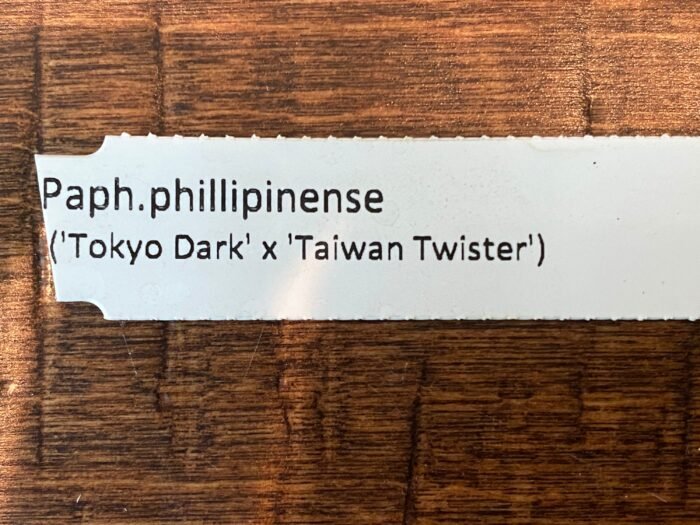 Paph.phillipinense
('Tokyo Dark' x 'Taiwan Twister')